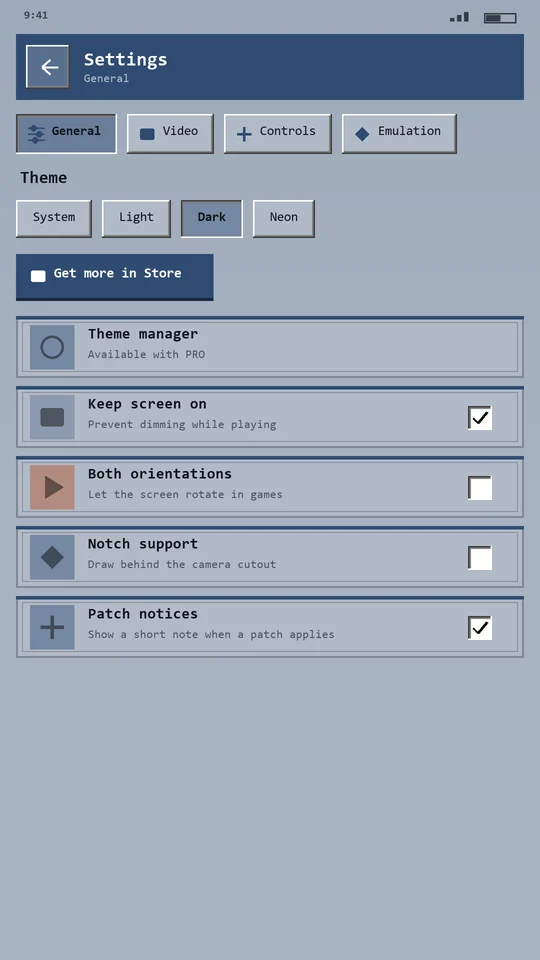 9:41
Settings
General
General
Video
Controls
Emulation
Theme
System
Light
Dark
Neon
Get more in Store
Theme manager
Available with PRO
Keep screen on
Prevent dimming while playing
Both orientations
Let the screen rotate in games
Notch support
Draw behind the camera cutout
Patch notices
Show a short note when a patch applies